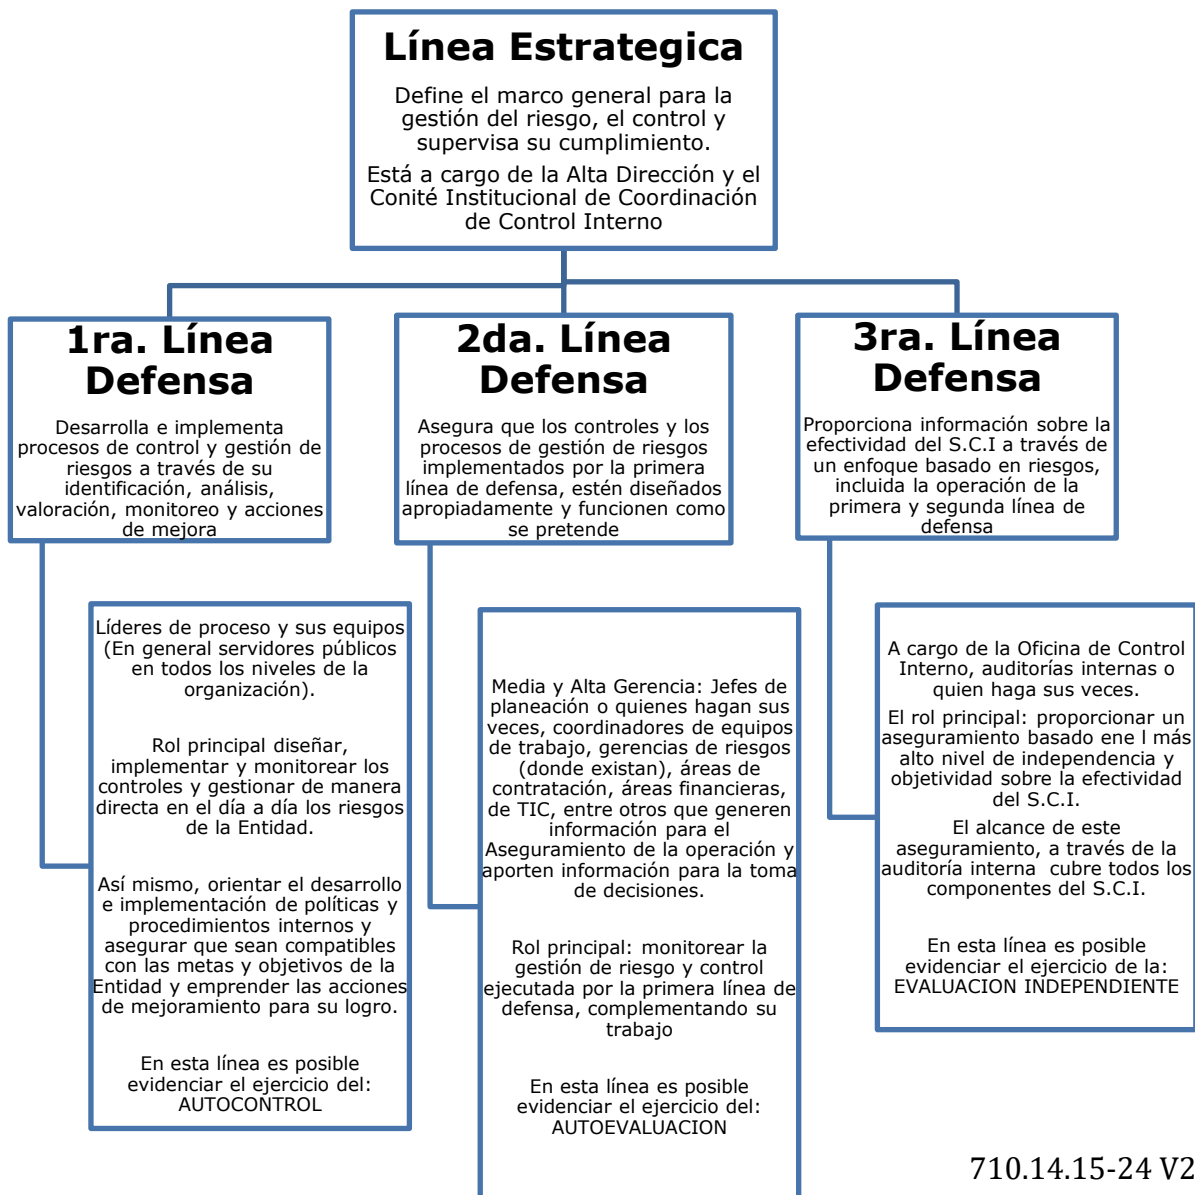 Línea Estrategica
Define el marco general para la
gestión del riesgo, el control y
supervisa su cumplimiento.
Está a cargo de la Alta Dirección y el
Conité Institucional de Coordinación
de Control Interno
1ra. Línea
Defensa
Desarrolla e implementa
procesos de control y gestión de
riesgos a través de su
identificación, análisis,
valoración, monitoreo y acciones
de mejora
2da. Línea
Defensa
Asegura que los controles y los
procesos de gestión de riesgos
implementados por la primera
línea de defensa, estén diseñados
apropiadamente y funcionen como
se pretende
3ra. Línea
Defensa
Proporciona información sobre la
efectividad del S.C.I a través de
un enfoque basado en riesgos,
incluida la operación de la
primera y segunda línea de
defensa
Líderes de proceso y sus equipos
(En general servidores públicos
en todos los niveles de la
organización).
Rol principal diseñar,
implementar y monitorear los
controles y gestionar de manera
directa en el día a día los riesgos
de la Entidad.
Así mismo, orientar el desarrollo
e implementación de políticas y
procedimientos internos y
asegurar que sean compatibles
con las metas y objetivos de la
Entidad y emprender las acciones
de mejoramiento para su logro.
En esta línea es posible
evidenciar el ejercicio del:
AUTOCONTROL
Media y Alta Gerencia: Jefes de
planeación o quienes hagan sus
veces, coordinadores de equipos
de trabajo, gerencias de riesgos
(donde existan), áreas de
contratación, áreas financieras,
de TIC, entre otros que generen
información para el
Aseguramiento de la operación y
aporten información para la toma
de decisiones.
Rol principal: monitorear la
gestión de riesgo y control
ejecutada por la primera línea de
defensa, complementando su
trabajo
En esta línea es posible
evidenciar el ejercicio del:
AUTOEVALUACION
A cargo de la Oficina de Control
Interno, auditorías internas o
quien haga sus veces.
El rol principal: proporcionar un
aseguramiento basado ene l más
alto nivel de independencia y
objetividad sobre la efectividad
del S.C.I.
El alcance de este
aseguramiento, a través de la
auditoría interna  cubre todos los
componentes del S.C.I.
En esta línea es posible
evidenciar el ejercicio de la:
EVALUACION INDEPENDIENTE
710.14.15-24 V2